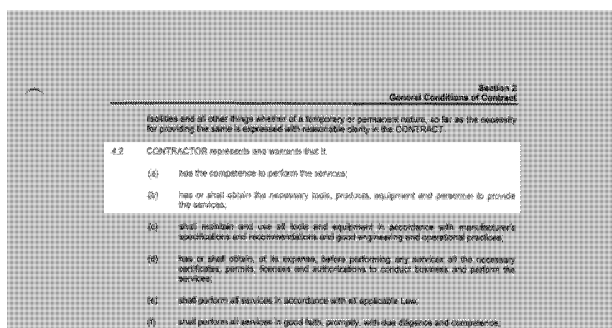 Section 2
General Conditions of Contract
facilities and all other things whether of a temporary or permanent nature, so far as the necessity
for providing the same is expressed with reasonable clarity in the CONTRACT.
4.2 CONTRACTOR represents and warrants that it:
(a) has the competence to perform the services;
(b) has or shall obtain the necessary tools, products, equipment and personnel to provide
the services;
(c) shall maintain and use all tools and equipment in accordance with manufacturer's
specifications and recommendations and good engineering and operational practices;
(d) has or shall obtain, at its expense, before performing any services all the necessary
certificates, permits, licenses and authorizations to conduct business and perform the
services;
(e) shall perform all services in accordance with all applicable Law;
(f) shall perform all services in good faith, promptly, with due diligence and competence;